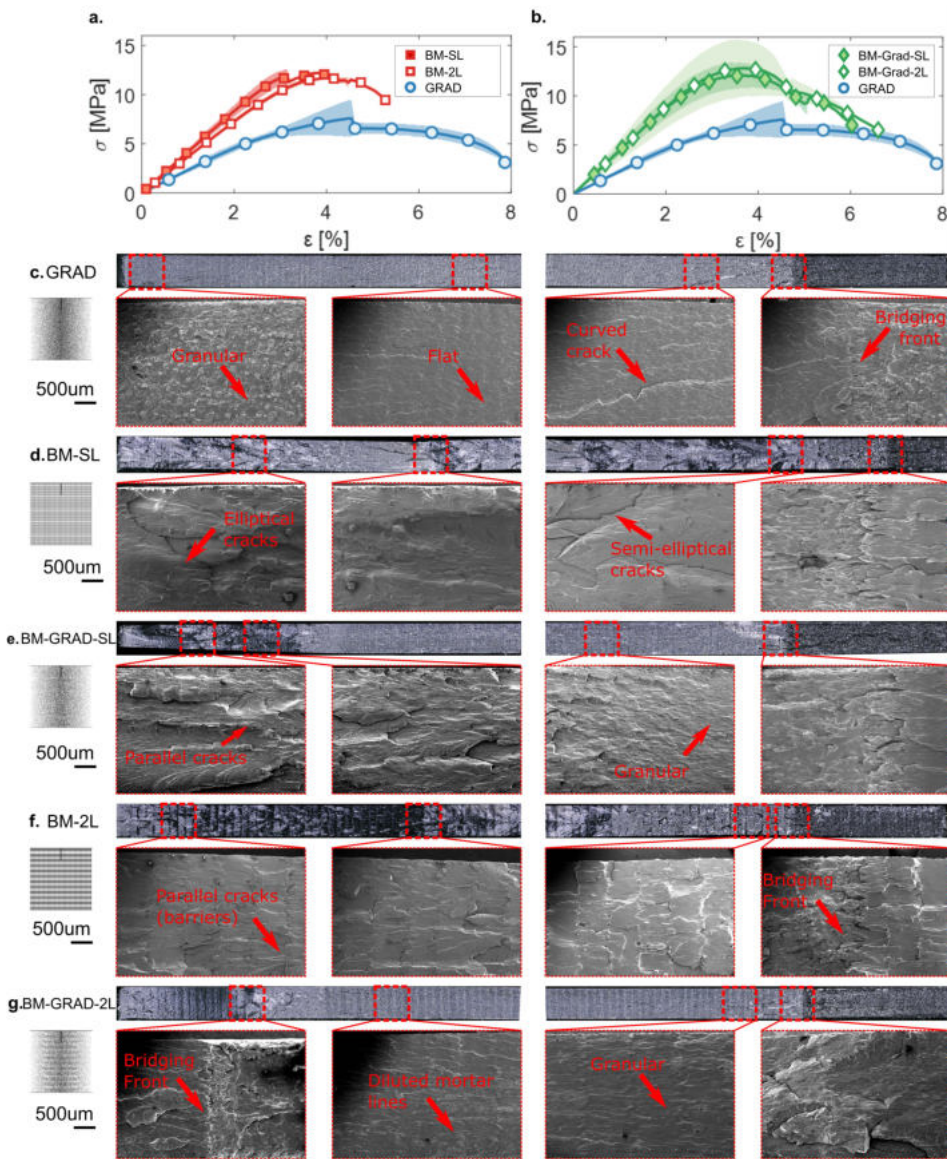 a.
15
10
5
0
σ [MPa]
BM-SL
BM-2L
GRAD
0 2 4 6 8
ε [%]
b.
15
10
5
0
σ [MPa]
BM-Grad-SL
BM-Grad-2L
GRAD
0 2 4 6 8
ε [%]
c. GRAD
500um
Granular
Flat
Curved
crack
Bridging
front
d. BM-SL
500um
Elliptical
cracks
Semi-elliptical
cracks
e. BM-GRAD-SL
500um
Parallel cracks
Granular
f. BM-2L
500um
Parallel cracks
(barriers)
Bridging
Front
g. BM-GRAD-2L
500um
Bridging
Front
Diluted mortar
lines
Granular